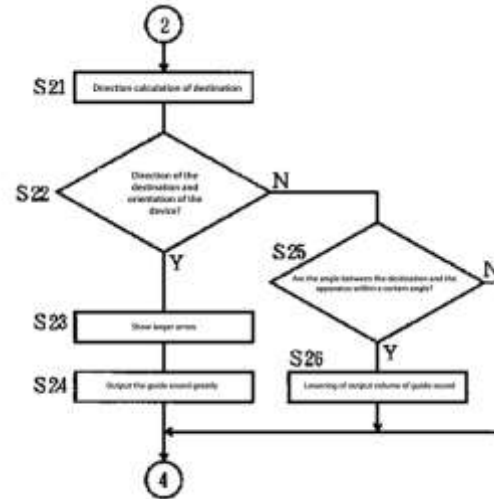 2
S21
Direction calculation of destination
S22
Direction of the
destination and
orientation of the
device?
N
Y
S25
Are the angle between the destination and the
apparatus within a certain angle?
N
Y
S23
Show larger arrows
S26
Lowering of output volume of guide sound
S24
Output the guide sound greatly
4